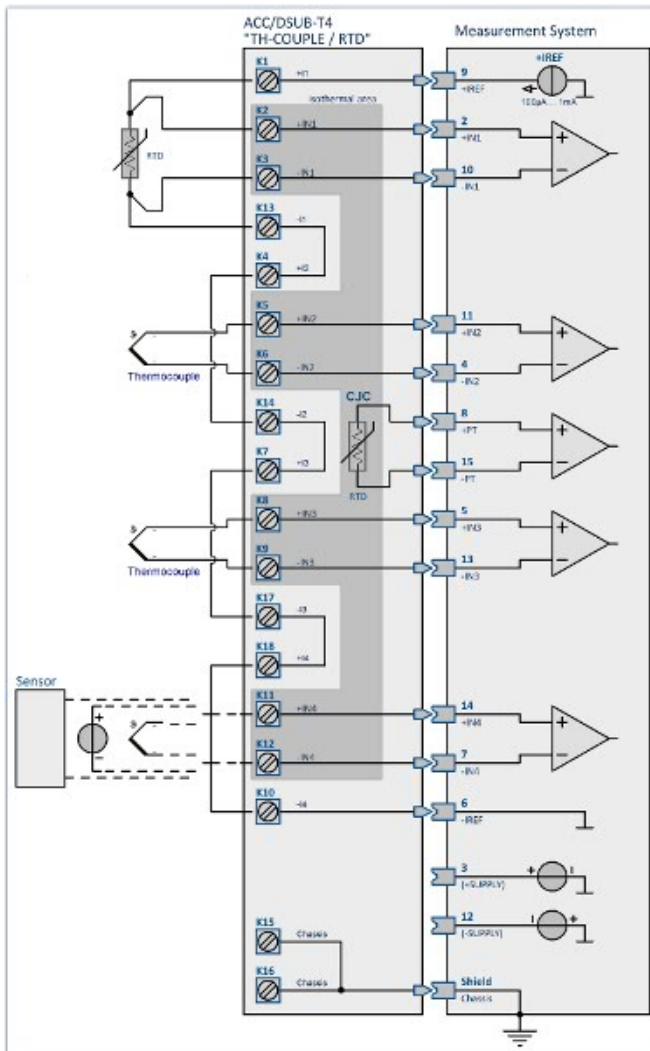 ACC/DSUB-T4
"TH-COUPLE / RTD"
Measurement System
K1
+I1
9
+IREF
+IREF
100µA ... 1mA
isothermal area
K2
+IN1
2
+IN1
RTD
K3
-IN1
10
-IN1
K13
-I1
K4
+I2
K5
+IN2
11
+IN2
Thermocouple
K6
-IN2
4
-IN2
K14
-I2
CJC
8
+PT
K7
+I3
RTD
15
-PT
K8
+IN3
5
+IN3
Thermocouple
K9
-IN3
13
-IN3
K17
-I3
K18
+I4
Sensor
K11
+IN4
14
+IN4
K12
-IN4
7
-IN4
K10
-I4
6
-IREF
3
(+SUPPLY)
12
(-SUPPLY)
K15
Chassis
K16
Chassis
Shield
Chassis